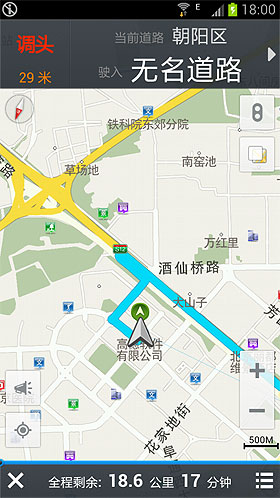 E
18:00
调头
29 米
当前道路 朝阳区
驶入 无名道路
铁科院东郊分院
草场地
南窑池
S12
万红里
酒仙桥路
大山子
高德软件
有限公司
花家地街
500M
全程剩余: 18.6 公里 17 分钟